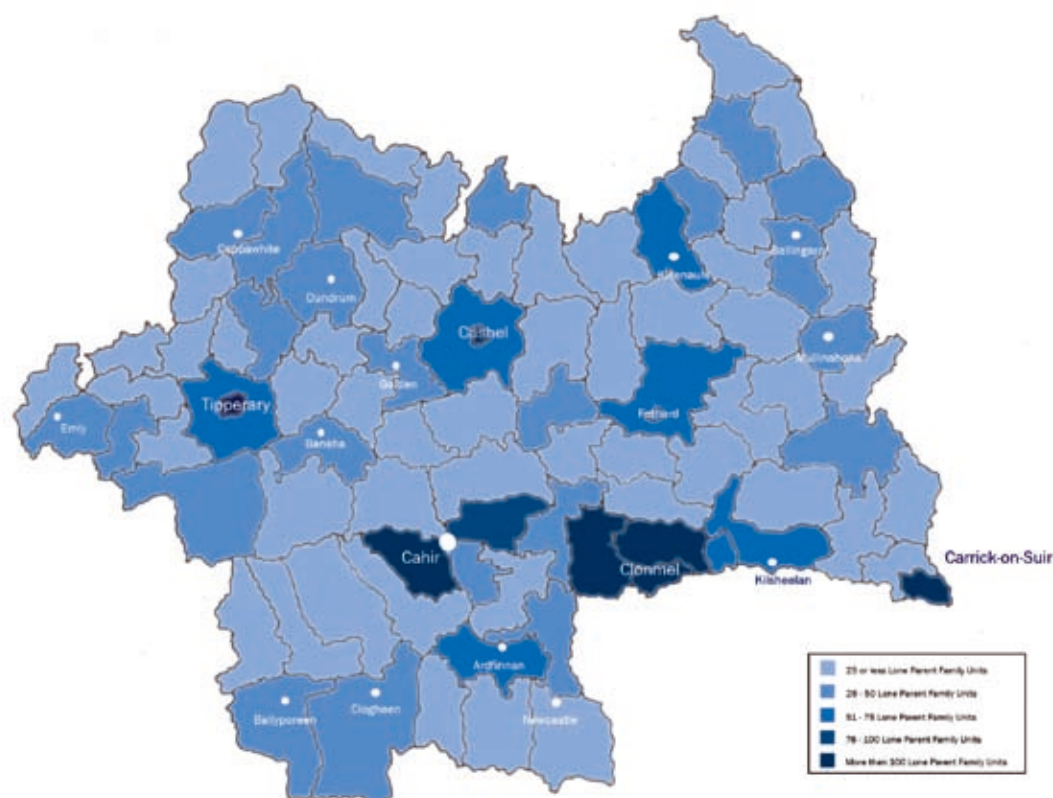 Cappawhite
Dundrum
Killenaule
Ballingarry
Cashel
Mullinahone
Golden
Tipperary
Fethard
Emly
Bansha
Cahir
Clonmel
Kilsheelan
Carrick-on-Suir
Ardfinnan
Ballyporeen
Clogheen
Newcastle
25 or less Lone Parent Family Units
26 - 50 Lone Parent Family Units
51 - 75 Lone Parent Family Units
76 - 100 Lone Parent Family Units
More than 100 Lone Parent Family Units